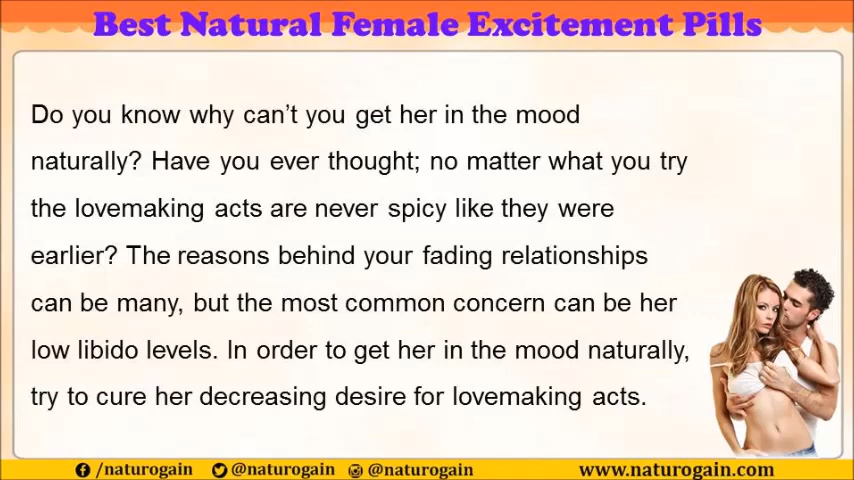 Best Natural Female Excitement Pills
Do you know why can’t you get her in the mood
naturally? Have you ever thought; no matter what you try
the lovemaking acts are never spicy like they were
earlier? The reasons behind your fading relationships
can be many, but the most common concern can be her
low libido levels. In order to get her in the mood naturally,
try to cure her decreasing desire for lovemaking acts.
/naturogain @naturogain @naturogain www.naturogain.com